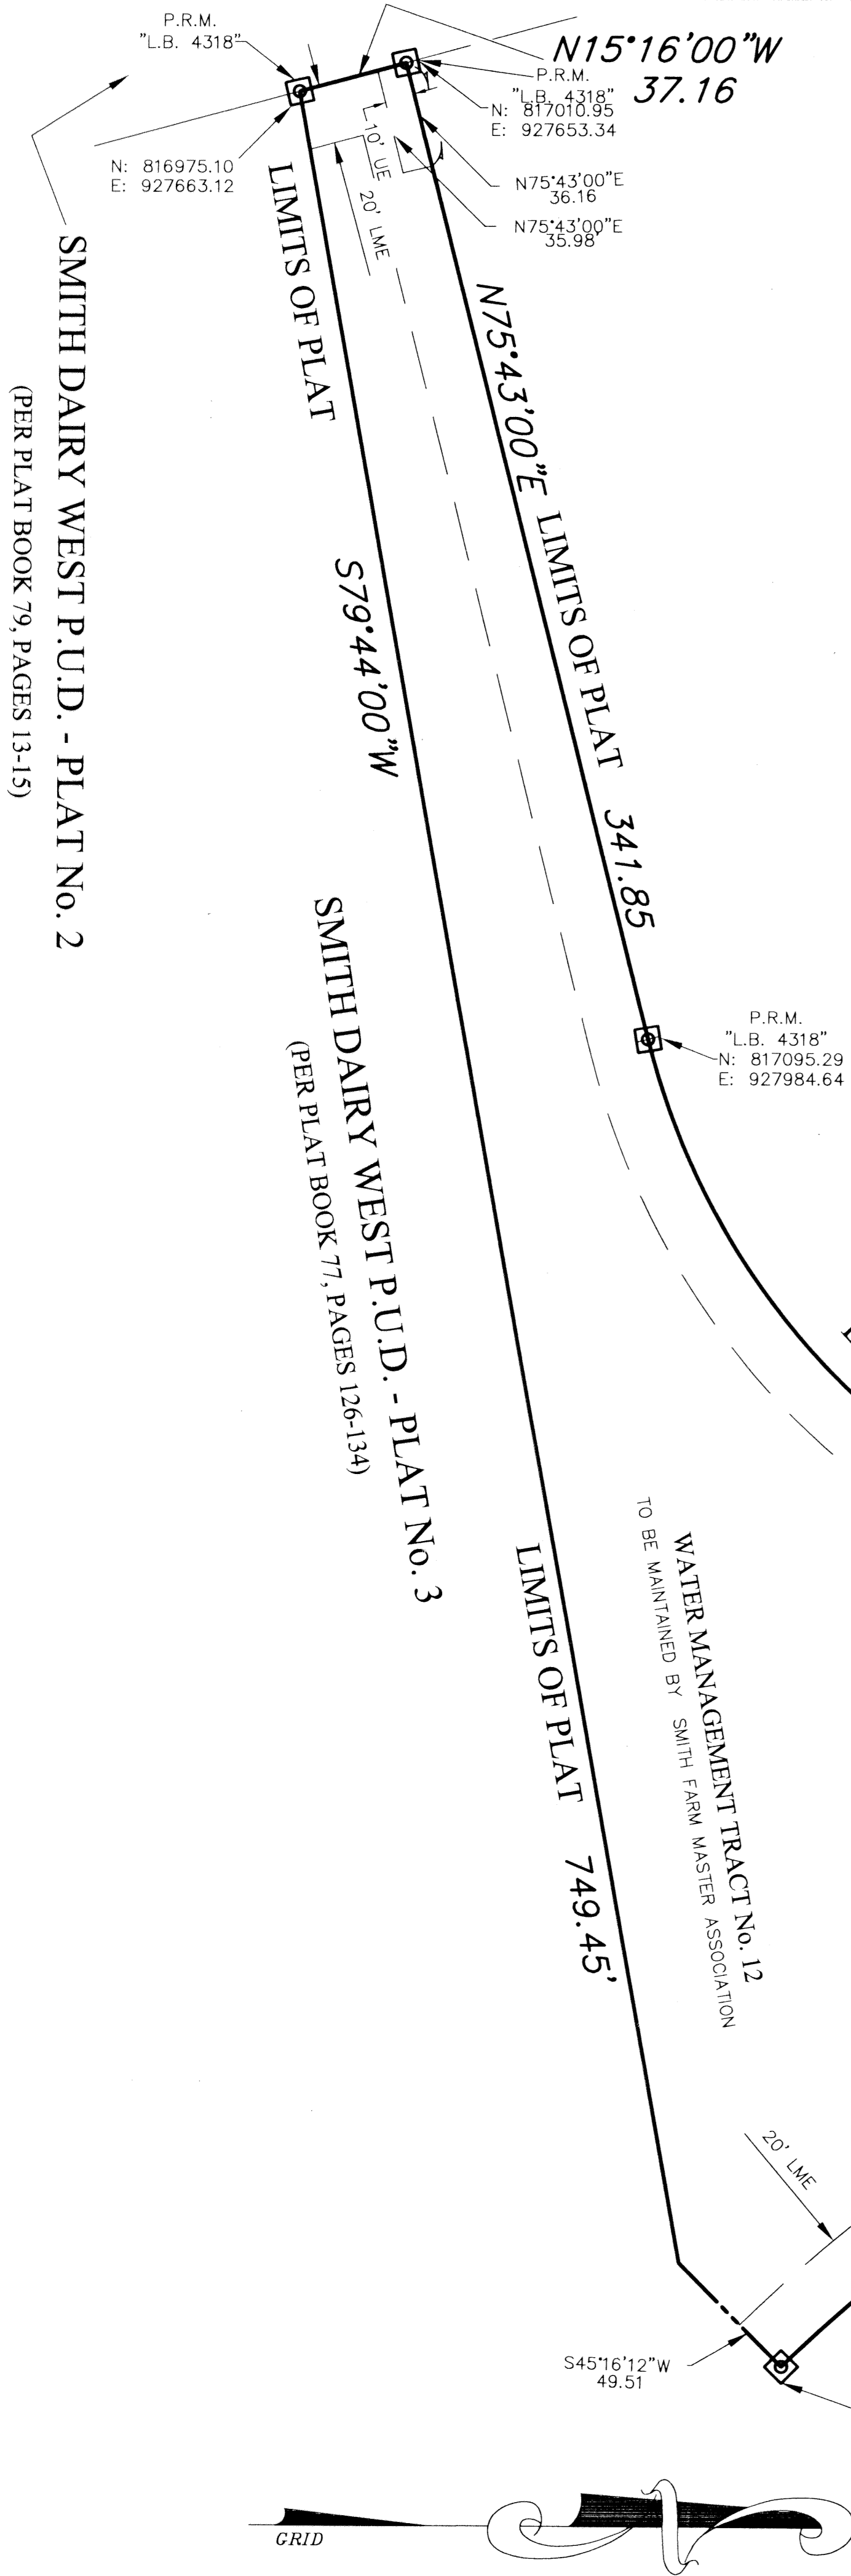 P.R.M.
"L.B. 4318"
N15°16'00"W
37.16
P.R.M.
"L.B. 4318"
N: 817010.95
E: 927653.34
N: 816975.10
E: 927663.12
10' UE
20' LME
N75°43'00"E
36.16
N75°43'00"E
35.98'
LIMITS OF PLAT
SMITH DAIRY WEST P.U.D. - PLAT No. 2
(PER PLAT BOOK 79, PAGES 13-15)
N75°43'00"E LIMITS OF PLAT 341.85
S79°44'00"W
SMITH DAIRY WEST P.U.D. - PLAT No. 3
(PER PLAT BOOK 77, PAGES 126-134)
P.R.M.
"L.B. 4318"
N: 817095.29
E: 927984.64
WATER MANAGEMENT TRACT No. 12
TO BE MAINTAINED BY SMITH FARM MASTER ASSOCIATION
LIMITS OF PLAT 749.45'
20' LME
S45°16'12"W
49.51
GRID
N